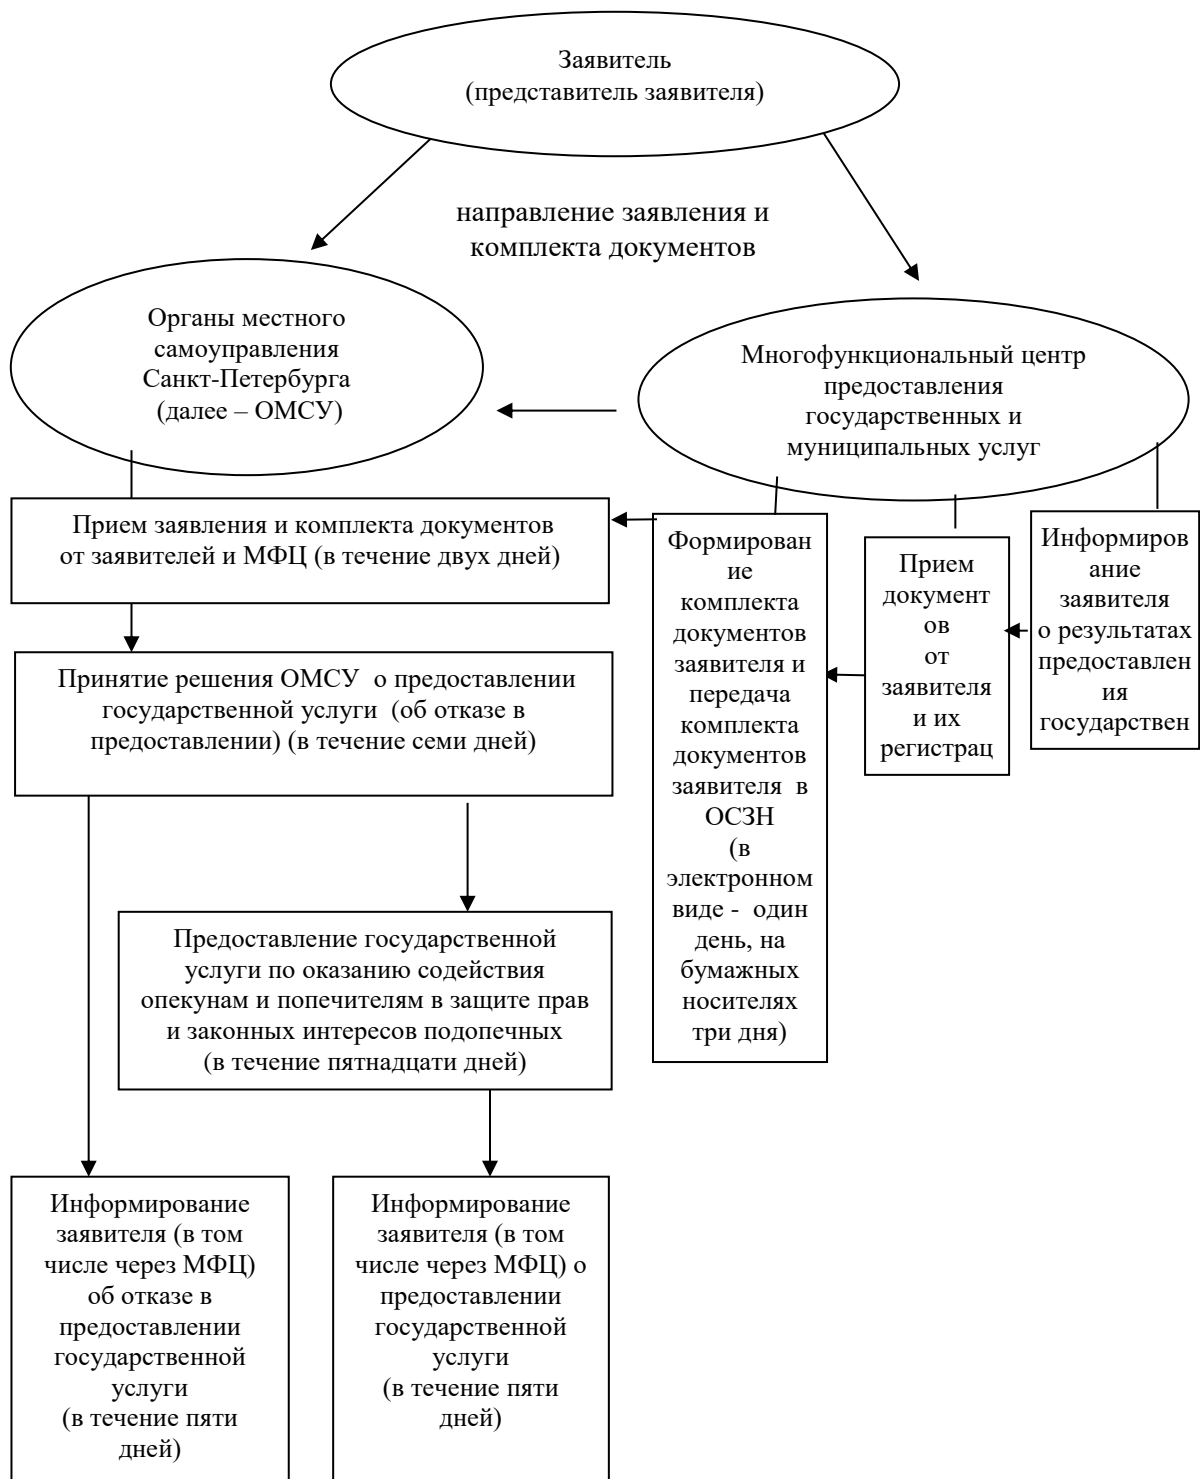 Заявитель
(представитель заявителя)
направление заявления и
комплекта документов
Органы местного
самоуправления
Санкт-Петербурга
(далее – ОМСУ)
Многофункциональный центр
предоставления
государственных и
муниципальных услуг
Прием заявления и комплекта документов
от заявителей и МФЦ (в течение двух дней)
Формирован
ие
комплекта
документов
заявителя и
передача
комплекта
документов
заявителя в
ОСЗН
(в
электронном
виде - один
день, на
бумажных
носителях
три дня)
Прием
документ
ов
от
заявителя
и их
регистрац
Информиров
ание
заявителя
о результатах
предоставлен
ия
государствен
Принятие решения ОМСУ о предоставлении
государственной услуги (об отказе в
предоставлении) (в течение семи дней)
Предоставление государственной
услуги по оказанию содействия
опекунам и попечителям в защите прав
и законных интересов подопечных
(в течение пятнадцати дней)
Информирование
заявителя (в том
числе через МФЦ)
об отказе в
предоставлении
государственной
услуги
(в течение пяти
дней)
Информирование
заявителя (в том
числе через МФЦ) о
предоставлении
государственной
услуги
(в течение пяти
дней)